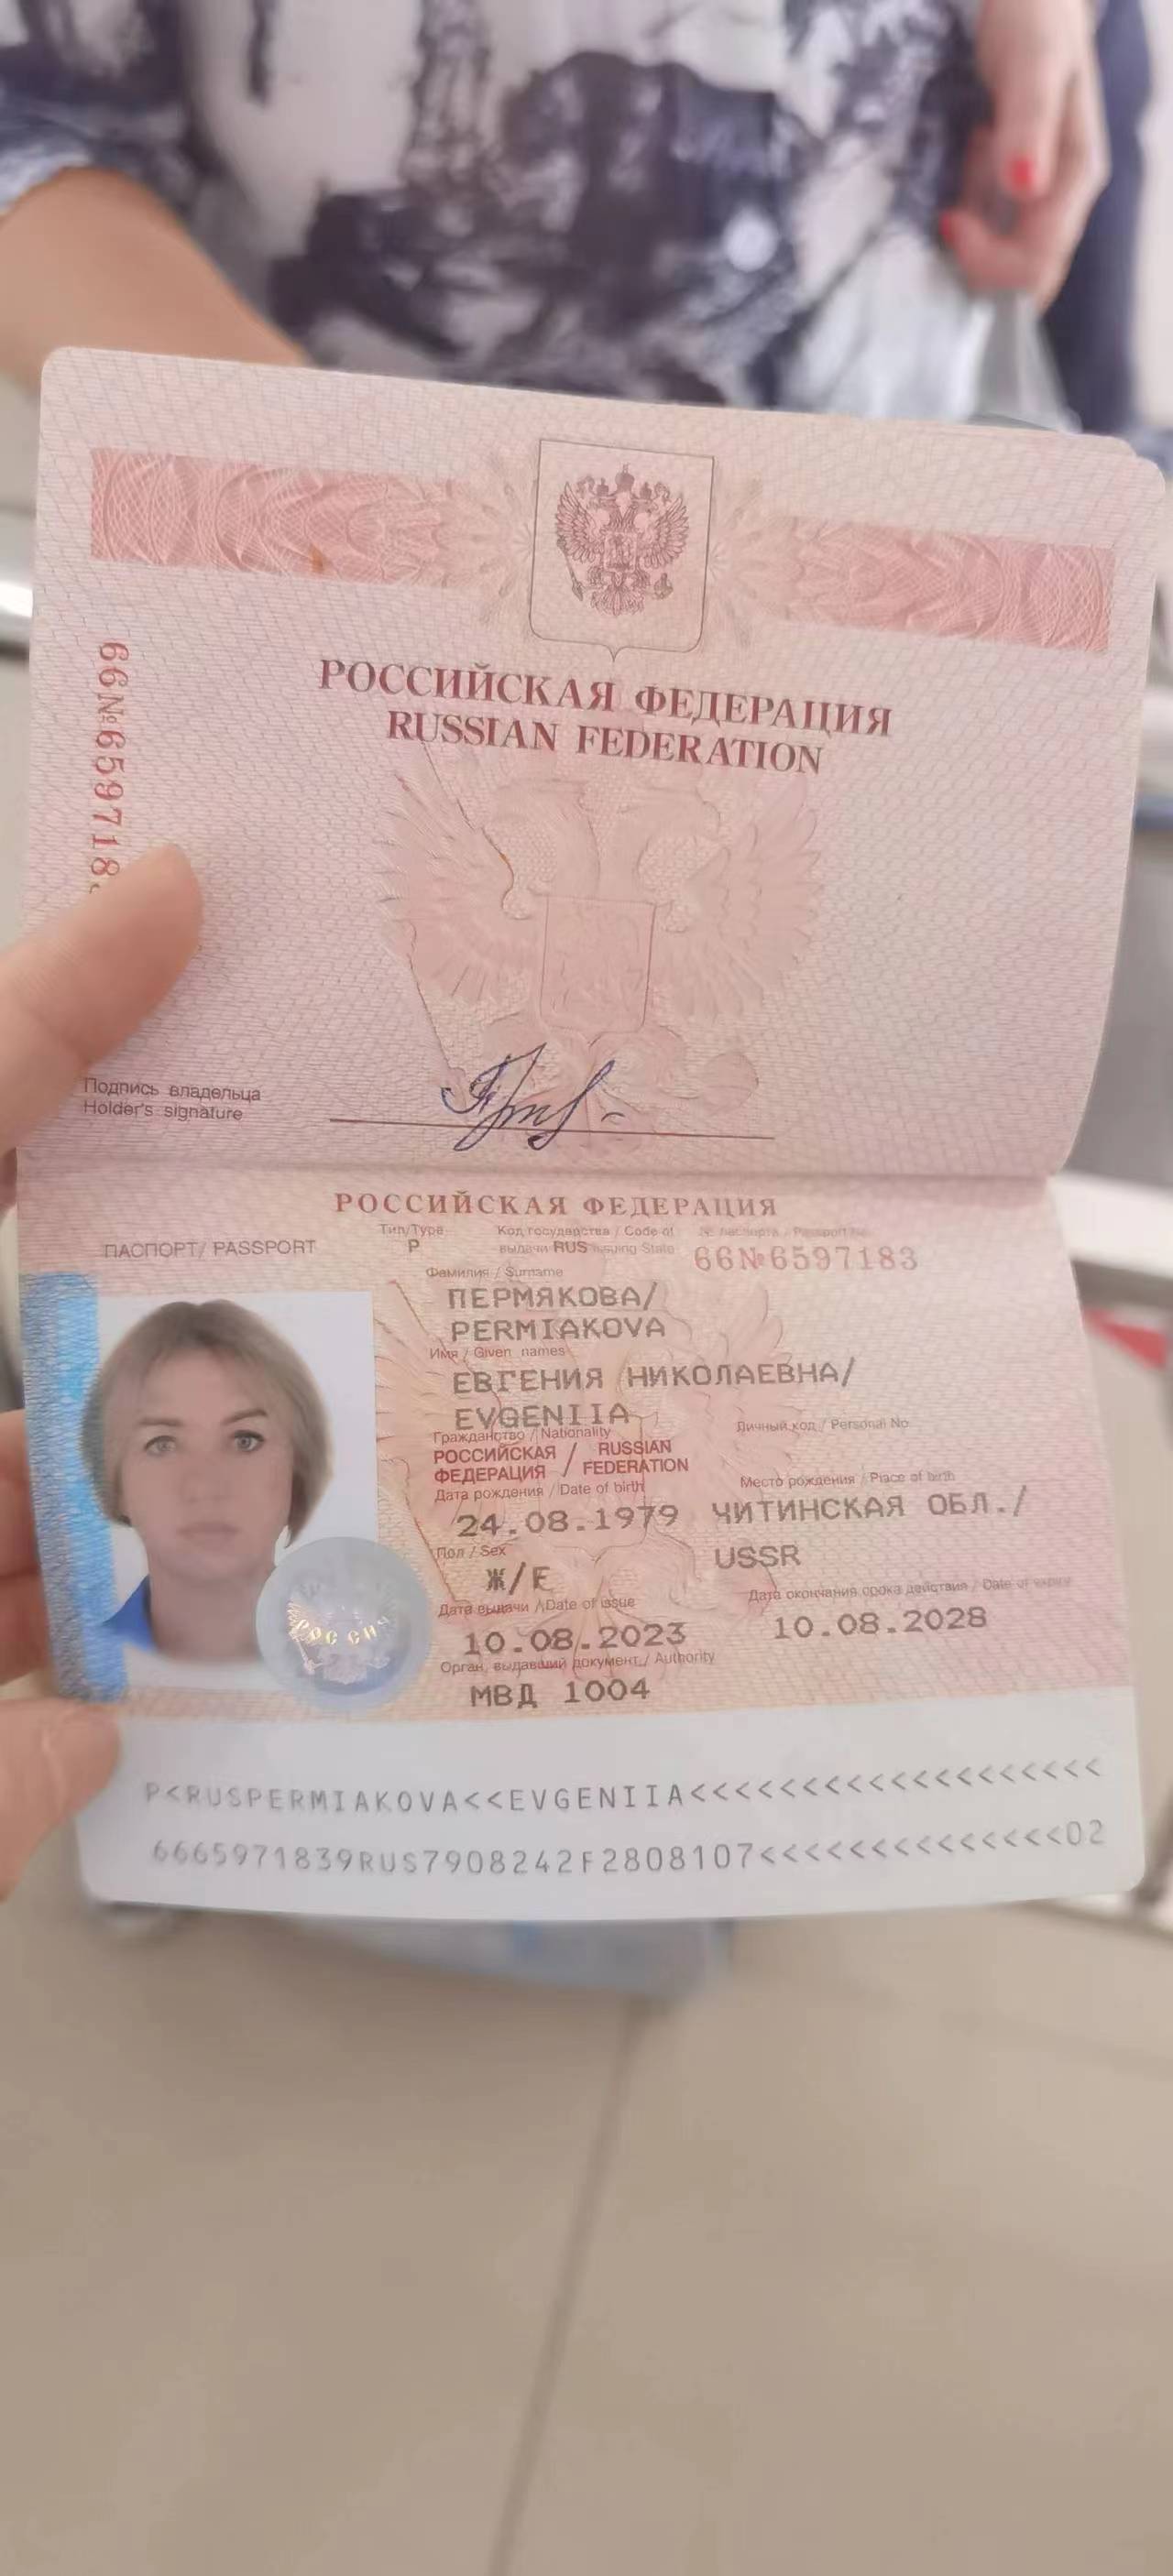 66№659718
РОССИЙСКАЯ ФЕДЕРАЦИЯ
RUSSIAN FEDERATION
Подпись владельца
Holder's signature
РОССИЙСКАЯ ФЕДЕРАЦИЯ
ПАСПОРТ/ PASSPORT
Тип/Type
P
Код государства / Code of
выдачи RUS issuing State
№ паспорта / Passport No.
66№6597183
Фамилия / Surname
ПЕРМЯКОВА/
PERMIAKOVA
Имя / Given names
ЕВГЕНИЯ НИКОЛАЕВНА/
EVGENIIA
Гражданство / Nationality
Личный код / Personal No
РОССИЙСКАЯ / RUSSIAN
ФЕДЕРАЦИЯ / FEDERATION
Дата рождения / Date of birth
Место рождения / Place of birth
24.08.1979
ЧИТИНСКАЯ ОБЛ./
USSR
Пол / Sex
Ж/F
Дата выдачи / Date of issue
Дата окончания срока действия / Date of expiry
10.08.2023
10.08.2028
Орган, выдавший документ / Authority
МВД 1004
РОССИЯ
P<RUSPERMIAKOVA<<EVGENIIA<<<<<<<<<<<<<<<<<<<
6665971839RUS7908242F2808107<<<<<<<<<<<<<<02